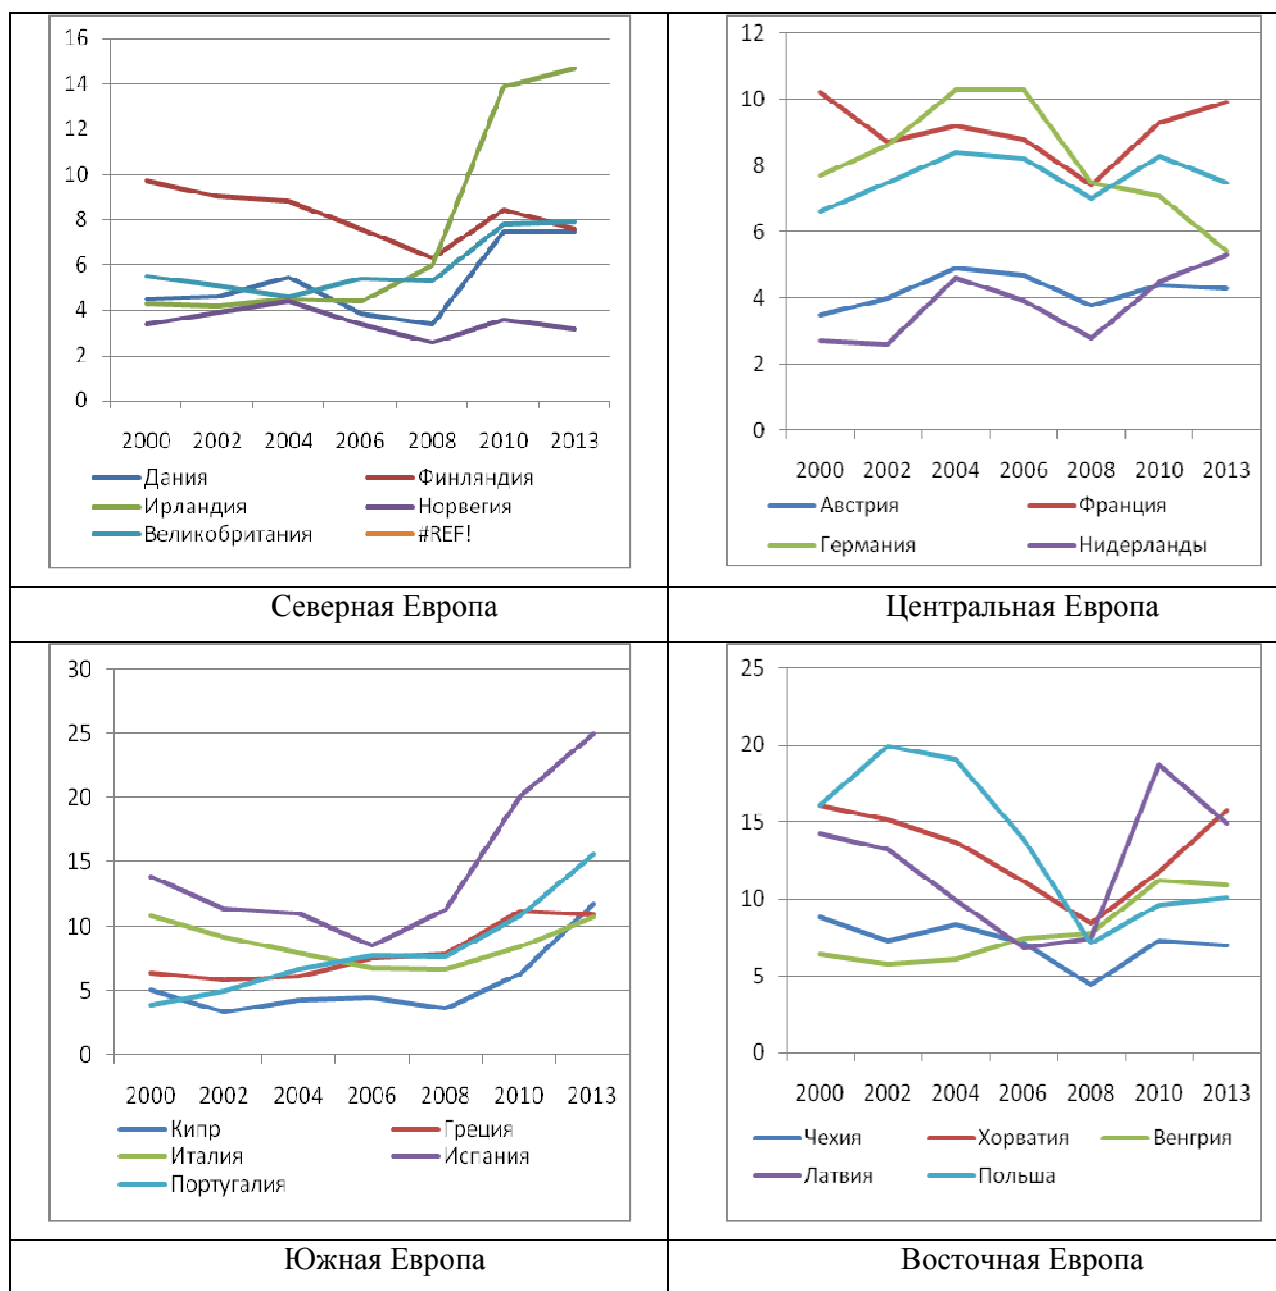 16
14
12
10
8
6
4
2
0
2000 2002 2004 2006 2008 2010 2013
Дания Финляндия
Ирландия Норвегия
Великобритания #REF!
Северная Европа
12
10
8
6
4
2
0
2000 2002 2004 2006 2008 2010 2013
Австрия Франция
Германия Нидерланды
Центральная Европа
30
25
20
15
10
5
0
2000 2002 2004 2006 2008 2010 2013
Кипр Греция
Италия Испания
Португалия
Южная Европа
25
20
15
10
5
0
2000 2002 2004 2006 2008 2010 2013
Чехия Хорватия Венгрия
Латвия Польша
Восточная Европа